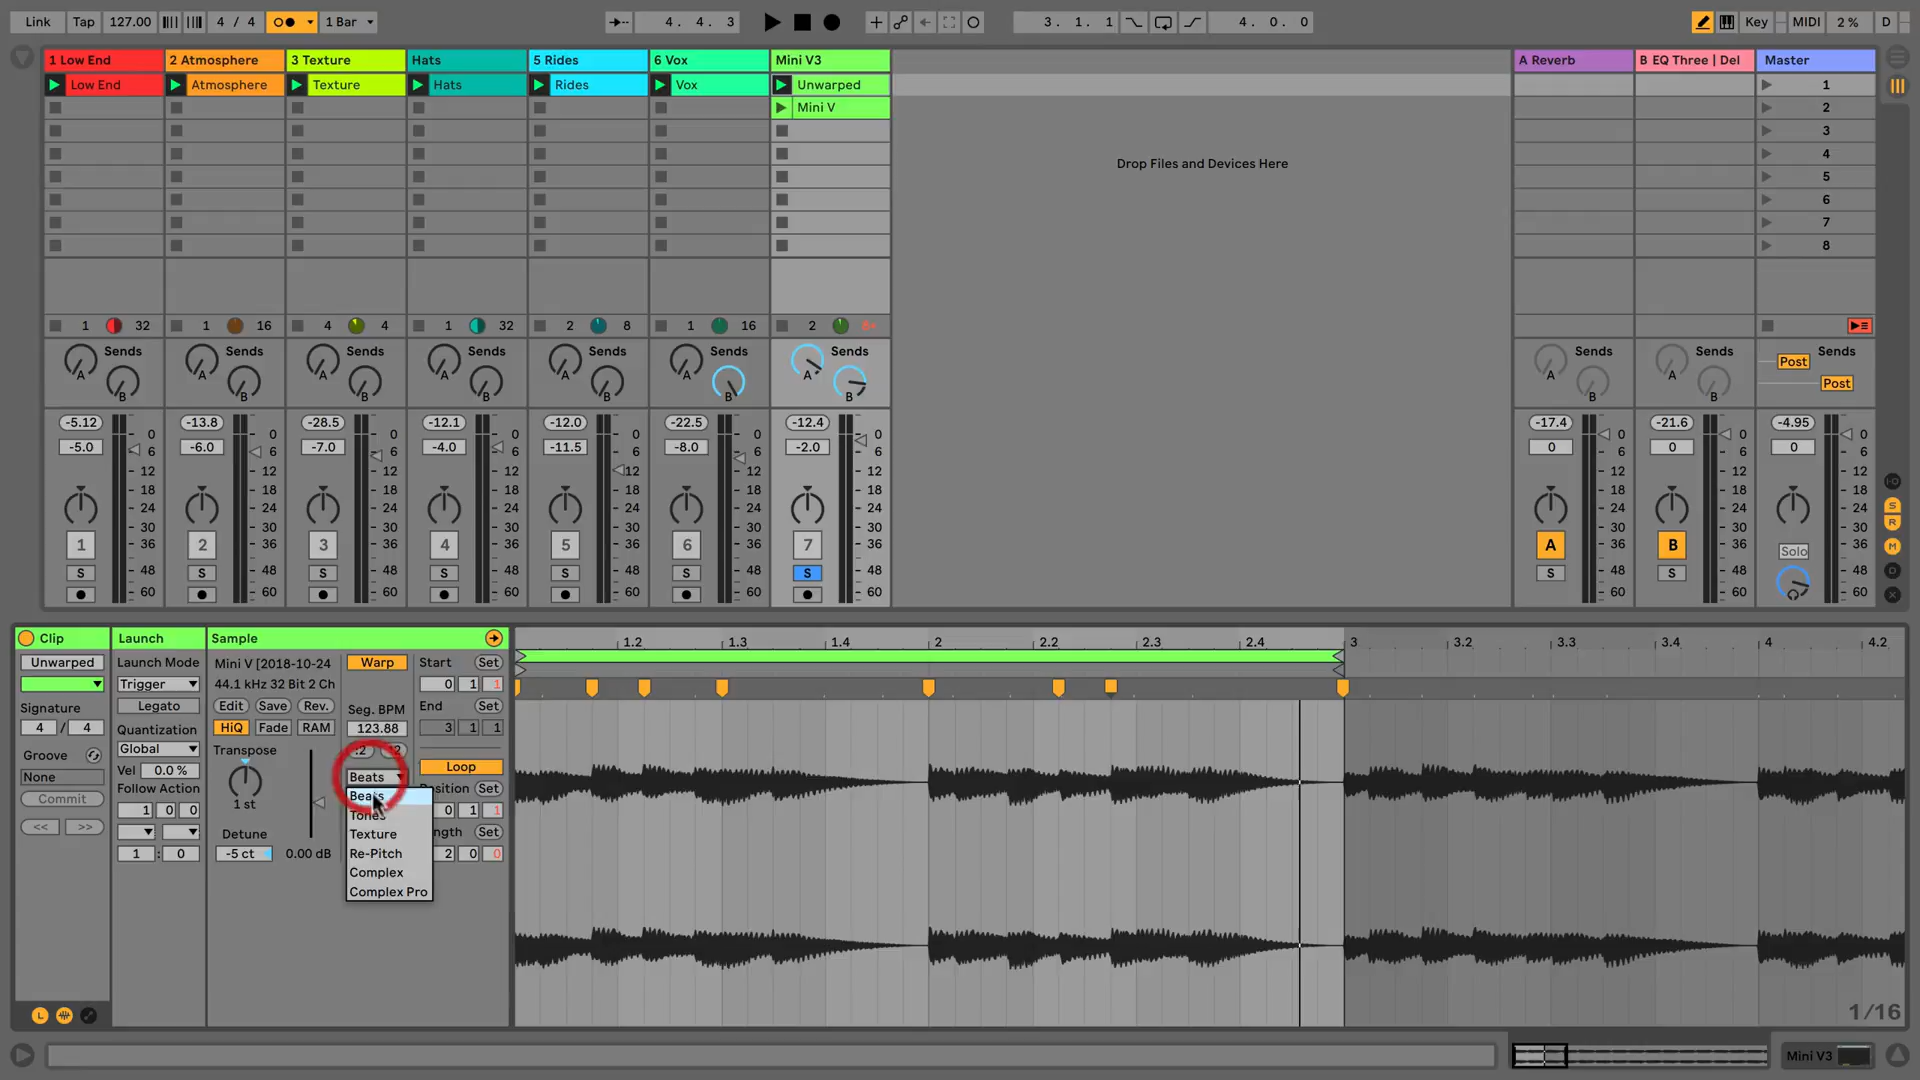 Link Tap 127.00 4 / 4 1 Bar 4. 4. 3 3. 1. 1 4. 0. 0 Key MIDI 2 % D
1 Low End 2 Atmosphere 3 Texture Hats 5 Rides 6 Vox Mini V3 A Reverb B EQ Three | Del Master
Low End Atmosphere Texture Hats Rides Vox Unwarped 1
Mini V 2
3
Drop Files and Devices Here 4
5
6
7
8
1 32 1 16 4 4 1 32 2 8 1 16 2
Sends Sends Sends Sends Sends Sends Sends Sends Sends Sends
A A A A A A A A A Post
B B B B B B B B B Post
-5.12 -13.8 -28.5 -12.1 -12.0 -22.5 -12.4 -17.4 -21.6 -4.95
0 0 0 0 0 0 0 0 0 0
-5.0 -6.0 -7.0 -4.0 -11.5 -8.0 -2.0 0 0 0
6 6 6 6 6 6 6 6 6 6
12 12 12 12 12 12 12 12 12 12
18 18 18 18 18 18 18 18 18 18
24 24 24 24 24 24 24 24 24 24
30 30 30 30 30 30 30 30 30 30
1 36 2 36 3 36 4 36 5 36 6 36 7 36 A 36 B 36 Solo 36
S 48 S 48 S 48 S 48 S 48 S 48 S 48 S 48 S 48 48
60 60 60 60 60 60 60 60 60 60
S
R
M
D
Clip Launch Sample 1.2 1.3 1.4 2 2.2 2.3 2.4 3 3.2 3.3 3.4 4 4.2
Unwarped Launch Mode Mini V [2018-10-24 Warp Start Set
Trigger 44.1 kHz 32 Bit 2 Ch 0 1 1
Signature Legato Edit Save Rev. Seg. BPM End Set
4 / 4 Quantization HiQ Fade RAM 123.88 3 1 1
Groove Global Transpose :2
None Vel 0.0 % Beats Loop
Commit Follow Action 1 st Beats Position Set
<< >> 1 0 0 Tones 0 1 1
Detune Texture ngth Set
1 : 0 -5 ct 0.00 dB Re-Pitch 2 0 0
Complex
Complex Pro
L 1/16
Mini V3